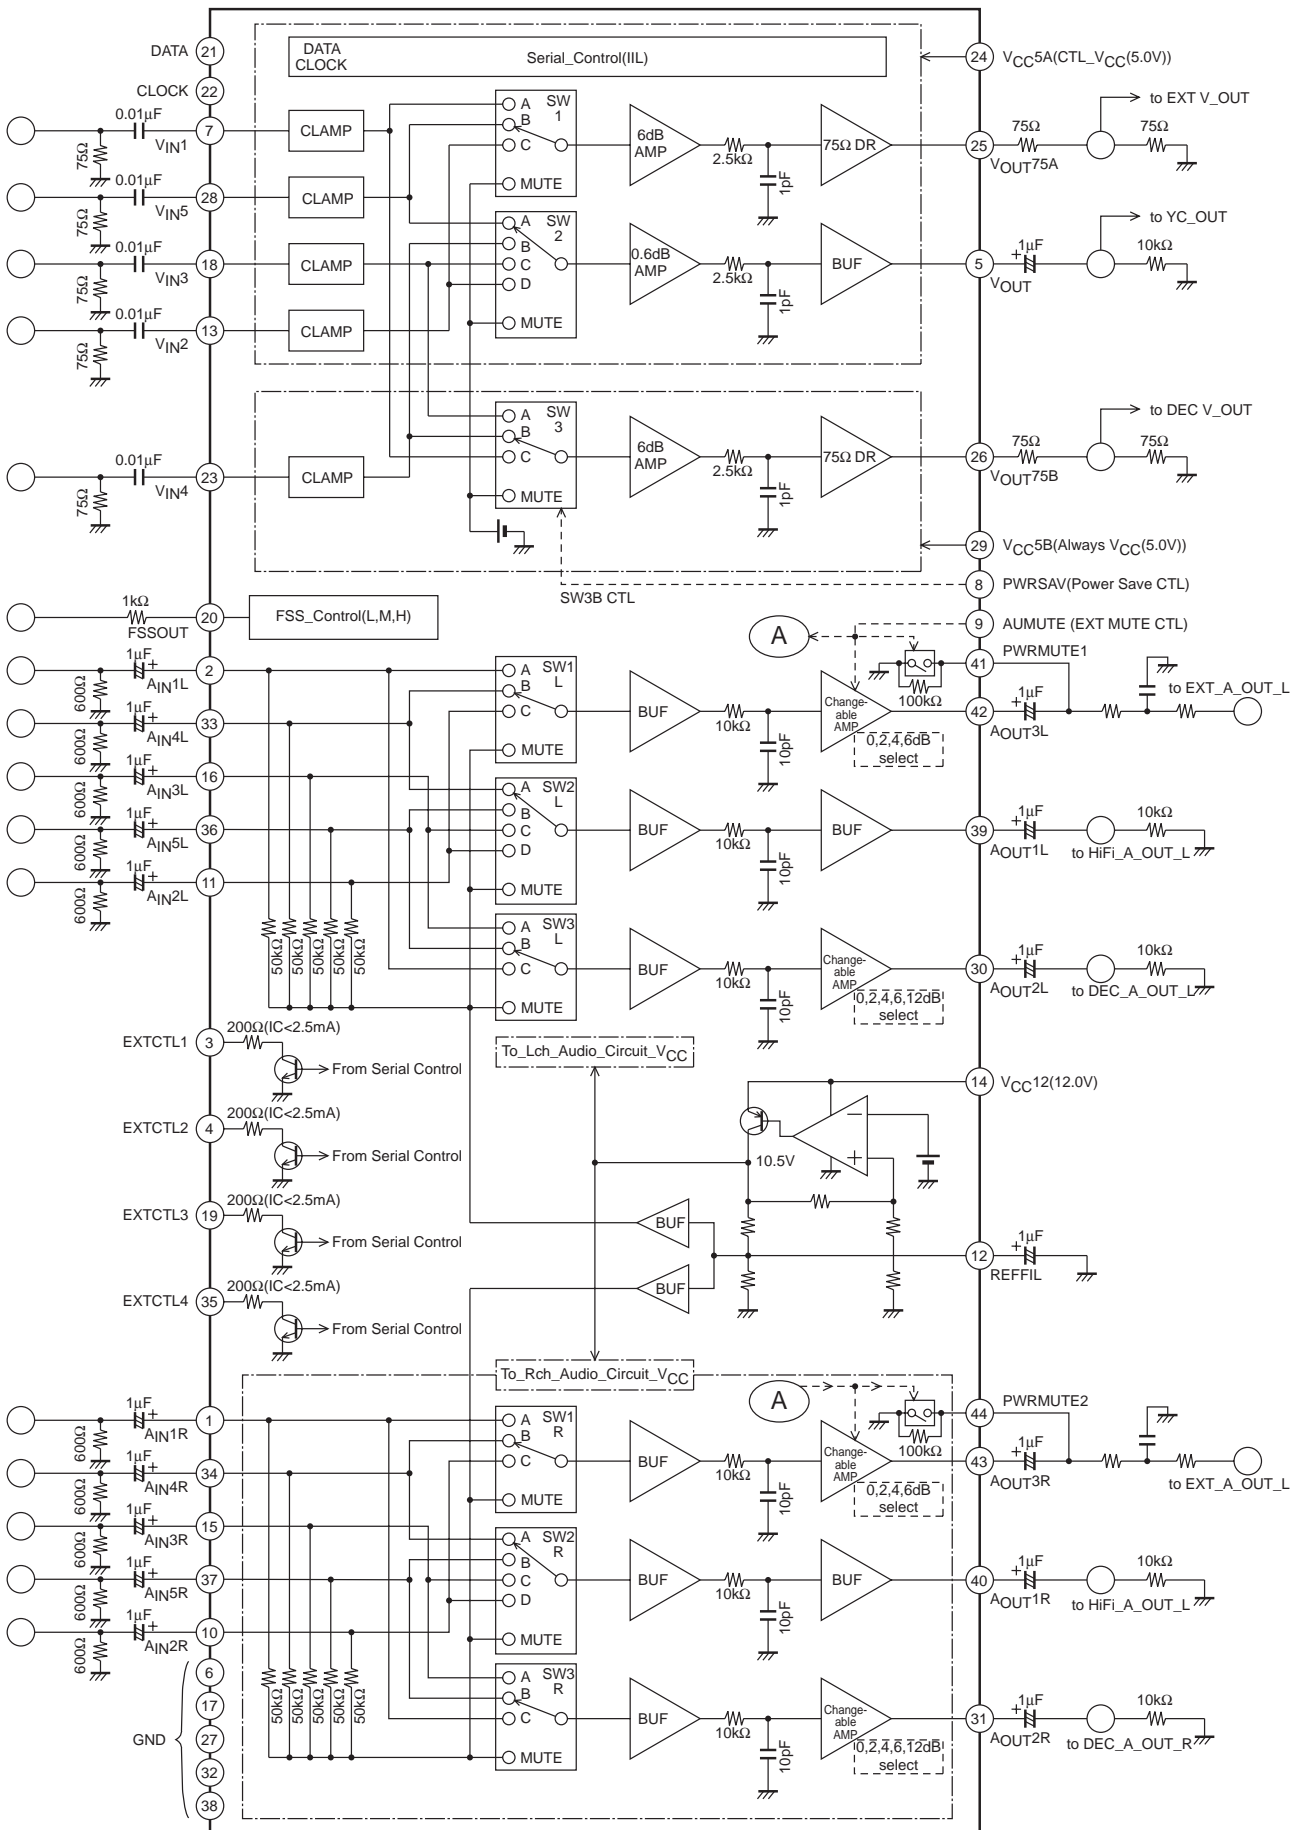 DATA 21
CLOCK 22
DATA
CLOCK
Serial_Control(IIL)
24 VCC5A(CTL_VCC(5.0V))
0.01µF
75Ω
VIN1
7
CLAMP
A
B
C
MUTE
SW
1
6dB
AMP
2.5kΩ
1pF
75Ω DR
25
VOUT75A
75Ω
to EXT V_OUT
75Ω
0.01µF
75Ω
VIN5
28
CLAMP
0.01µF
75Ω
VIN3
18
CLAMP
A
B
C
D
MUTE
SW
2
0.6dB
AMP
2.5kΩ
1pF
BUF
5
VOUT
+ 1µF
to YC_OUT
10kΩ
0.01µF
75Ω
VIN2
13
CLAMP
0.01µF
75Ω
VIN4
23
CLAMP
A
B
C
MUTE
SW
3
6dB
AMP
2.5kΩ
1pF
75Ω DR
26
VOUT75B
75Ω
to DEC V_OUT
75Ω
29 VCC5B(Always VCC(5.0V))
8 PWRSAV(Power Save CTL)
SW3B CTL
1kΩ
FSSOUT
20
FSS_Control(L,M,H)
A
9 AUMUTE (EXT MUTE CTL)
41 PWRMUTE1
100kΩ
600Ω
1µF +
AIN1L
2
600Ω
1µF +
AIN4L
33
600Ω
1µF +
AIN3L
16
600Ω
1µF +
AIN5L
36
600Ω
1µF +
AIN2L
11
50kΩ
50kΩ
50kΩ
50kΩ
50kΩ
A
B
C
MUTE
SW1
L
BUF
10kΩ
10pF
Change-
able
AMP
0,2,4,6dB
select
42
AOUT3L
+ 1µF
to EXT_A_OUT_L
A
B
C
D
MUTE
SW2
L
BUF
10kΩ
10pF
BUF
39
AOUT1L
+ 1µF
to HiFi_A_OUT_L
10kΩ
A
B
C
MUTE
SW3
L
BUF
10kΩ
10pF
Change-
able
AMP
0,2,4,6,12dB
select
30
AOUT2L
+ 1µF
to DEC_A_OUT_L
10kΩ
EXTCTL1 3
200Ω(IC<2.5mA)
From Serial Control
EXTCTL2 4
200Ω(IC<2.5mA)
From Serial Control
EXTCTL3 19
200Ω(IC<2.5mA)
From Serial Control
EXTCTL4 35
200Ω(IC<2.5mA)
From Serial Control
To_Lch_Audio_Circuit_VCC
14 VCC12(12.0V)
−
+
10.5V
BUF
BUF
12
REFFIL
+ 1µF
To_Rch_Audio_Circuit_VCC
A
44 PWRMUTE2
100kΩ
600Ω
1µF +
AIN1R
1
600Ω
1µF +
AIN4R
34
600Ω
1µF +
AIN3R
15
600Ω
1µF +
AIN5R
37
600Ω
1µF +
AIN2R
10
50kΩ
50kΩ
50kΩ
50kΩ
50kΩ
A
B
C
MUTE
SW1
R
BUF
10kΩ
10pF
Change-
able
AMP
0,2,4,6dB
select
43
AOUT3R
+ 1µF
to EXT_A_OUT_L
A
B
C
D
MUTE
SW2
R
BUF
10kΩ
10pF
BUF
40
AOUT1R
+ 1µF
to HiFi_A_OUT_L
10kΩ
A
B
C
MUTE
SW3
R
BUF
10kΩ
10pF
Change-
able
AMP
0,2,4,6,12dB
select
31
AOUT2R
+ 1µF
to DEC_A_OUT_R
10kΩ
GND
6
17
27
32
38